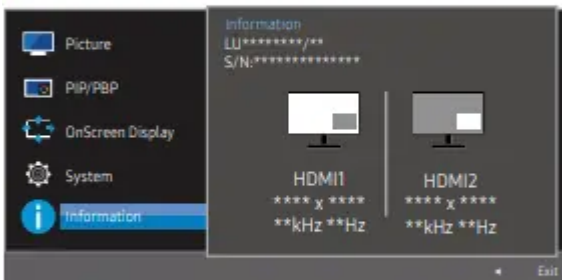 Picture
PIP/PBP
OnScreen Display
System
Information
Information
LU********/**
S/N:**************
HDMI1
**** x ****
**kHz **Hz
HDMI2
**** x ****
**kHz **Hz
Exit